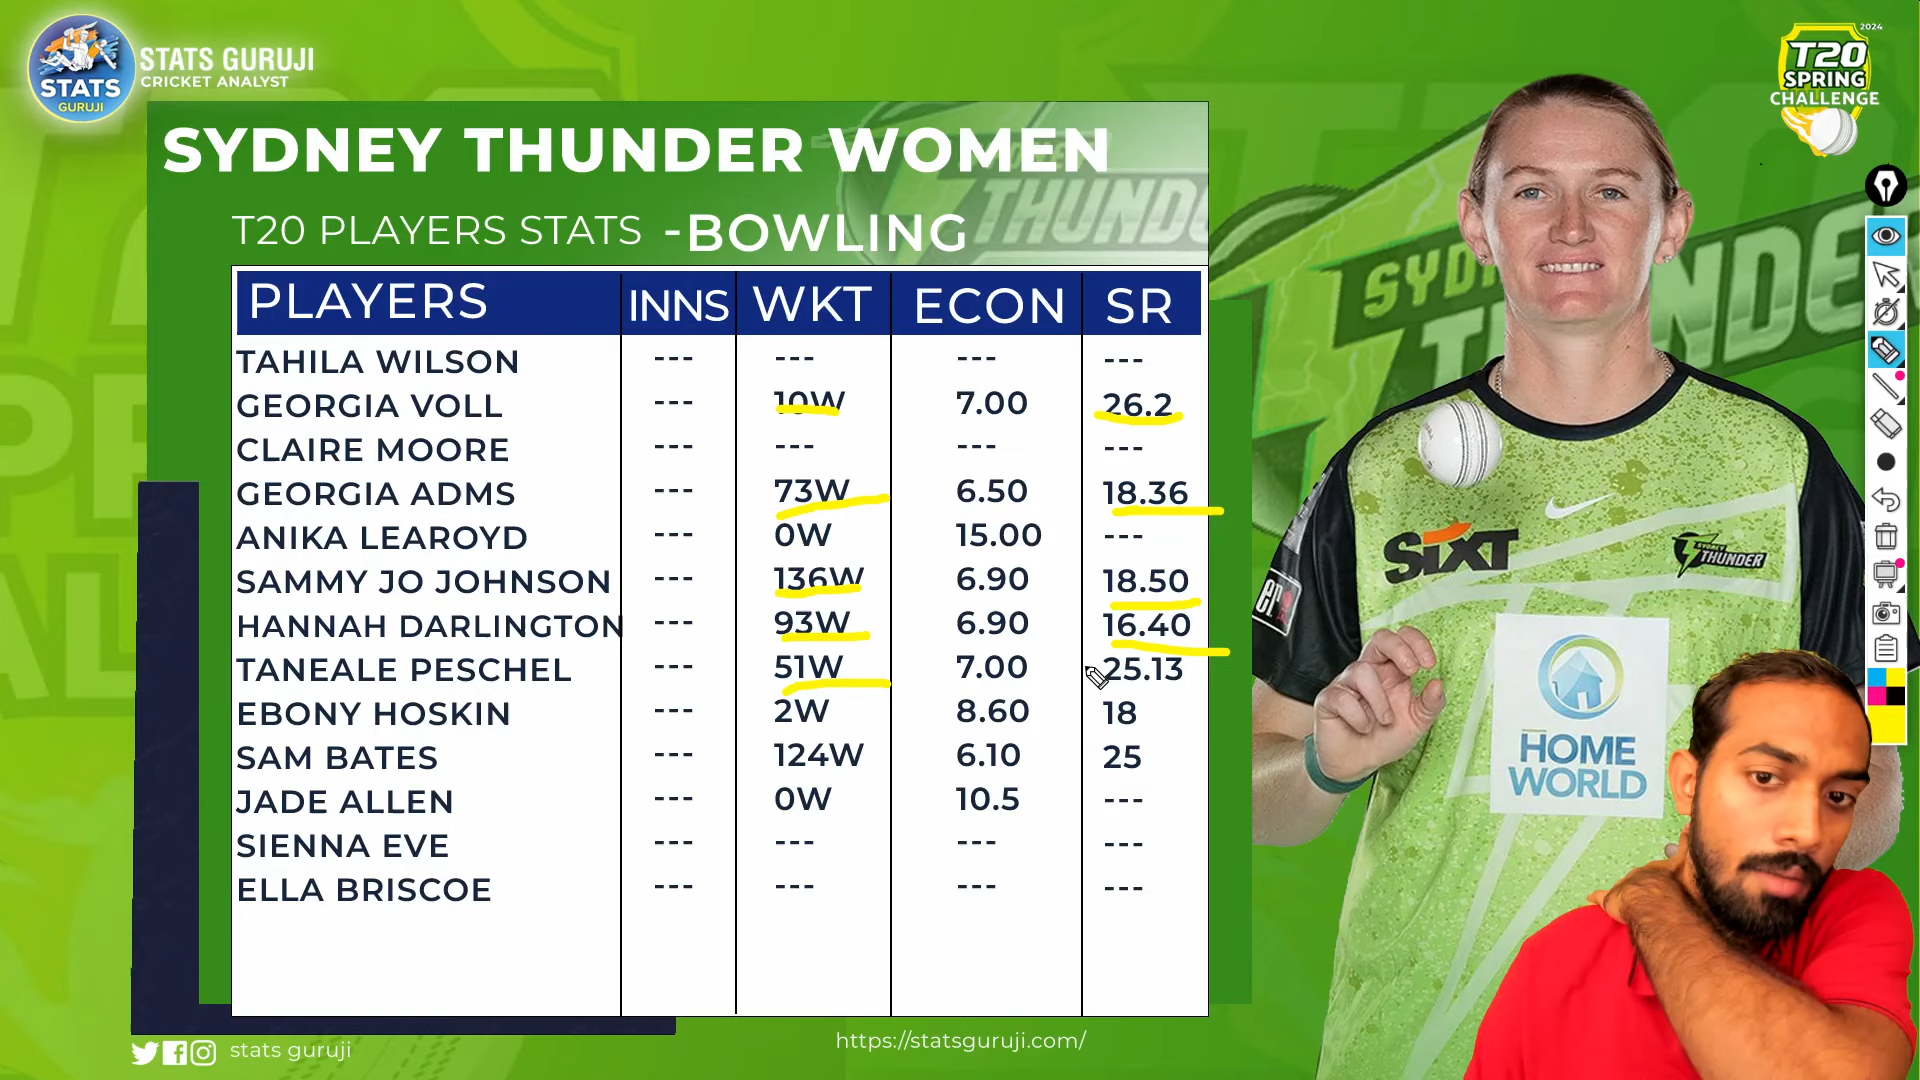 STATS GURUJI
CRICKET ANALYST
STATS
GURUJI
2024
T20
SPRING
CHALLENGE
SYDNEY THUNDER WOMEN
T20 PLAYERS STATS -BOWLING
PLAYERS INNS WKT ECON SR
TAHILA WILSON --- --- --- ---
GEORGIA VOLL --- 10W 7.00 26.2
CLAIRE MOORE --- --- --- ---
GEORGIA ADMS --- 73W 6.50 18.36
ANIKA LEAROYD --- 0W 15.00 ---
SAMMY JO JOHNSON --- 136W 6.90 18.50
HANNAH DARLINGTON --- 93W 6.90 16.40
TANEALE PESCHEL --- 51W 7.00 25.13
EBONY HOSKIN --- 2W 8.60 18
SAM BATES --- 124W 6.10 25
JADE ALLEN --- 0W 10.5 ---
SIENNA EVE --- --- --- ---
ELLA BRISCOE --- --- --- ---
SIXT
SYDNEY
THUNDER
HOME
WORLD
stats guruji
https://statsguruji.com/